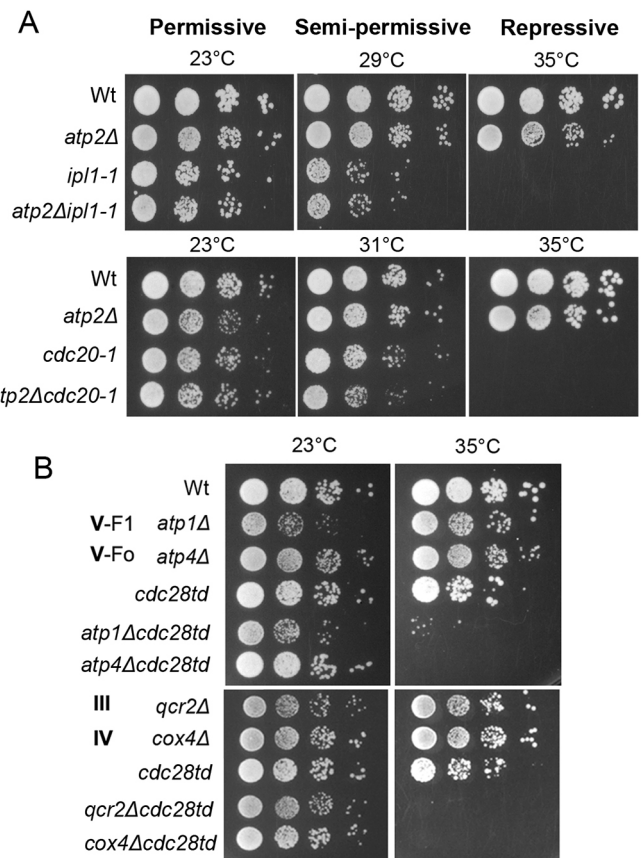 A
Permissive Semi-permissive Repressive
23°C 29°C 35°C
Wt
atp2Δ
ipl1-1
atp2Δipl1-1
23°C 31°C 35°C
Wt
atp2Δ
cdc20-1
tp2Δcdc20-1
B
23°C 35°C
Wt
V-F1 atp1Δ
V-Fo atp4Δ
cdc28td
atp1Δcdc28td
atp4Δcdc28td
III qcr2Δ
IV cox4Δ
cdc28td
qcr2Δcdc28td
cox4Δcdc28td